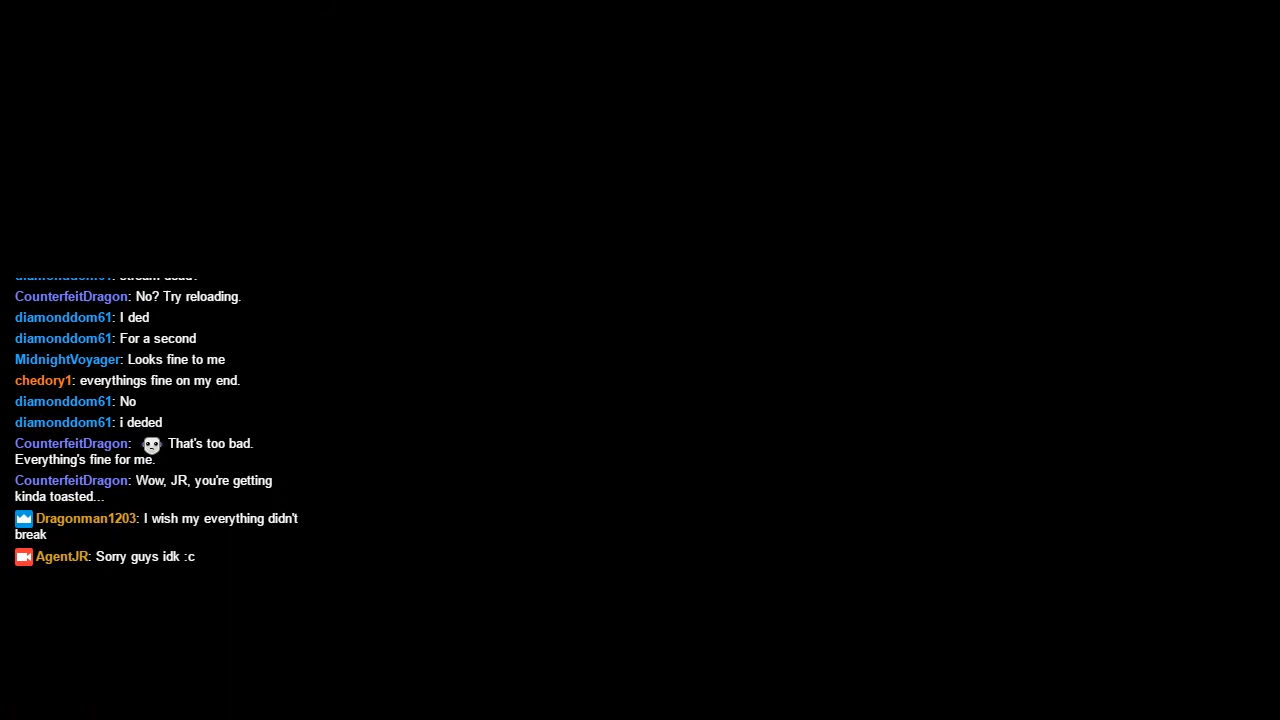 CounterfeitDragon: No? Try reloading.
diamonddom61: I ded
diamonddom61: For a second
MidnightVoyager: Looks fine to me
chedory1: everythings fine on my end.
diamonddom61: No
diamonddom61: i deded
CounterfeitDragon: That's too bad.
Everything's fine for me.
CounterfeitDragon: Wow, JR, you're getting
kinda toasted...
Dragonman1203: I wish my everything didn't
break
AgentJR: Sorry guys idk :c